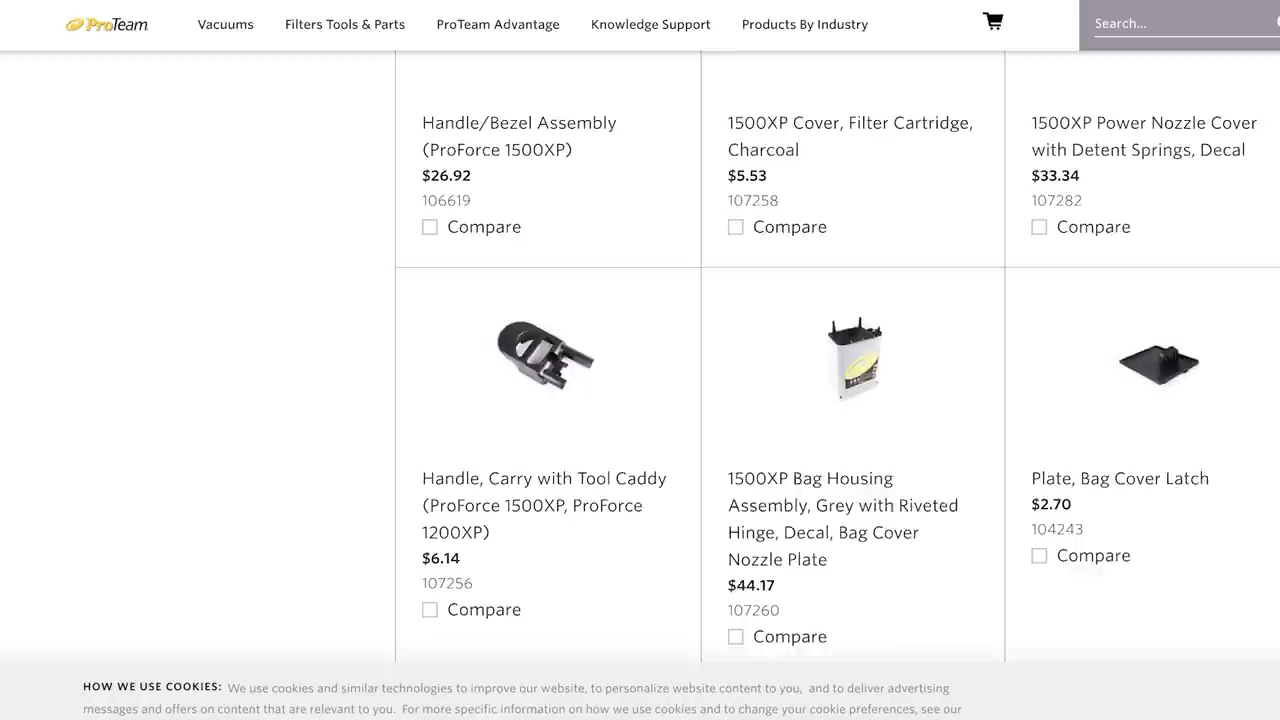 ProTeam
Vacuums
Filters Tools & Parts
ProTeam Advantage
Knowledge Support
Products By Industry
Search...
Handle/Bezel Assembly
(ProForce 1500XP)
$26.92
106619
Compare
1500XP Cover, Filter Cartridge,
Charcoal
$5.53
107258
Compare
1500XP Power Nozzle Cover
with Detent Springs, Decal
$33.34
107282
Compare
Handle, Carry with Tool Caddy
(ProForce 1500XP, ProForce
1200XP)
$6.14
107256
Compare
1500XP Bag Housing
Assembly, Grey with Riveted
Hinge, Decal, Bag Cover
Nozzle Plate
$44.17
107260
Compare
Plate, Bag Cover Latch
$2.70
104243
Compare
HOW WE USE COOKIES: We use cookies and similar technologies to improve our website, to personalize website content to you, and to deliver advertising
messages and offers on content that are relevant to you. For more specific information on how we use cookies and to change your cookie preferences, see our